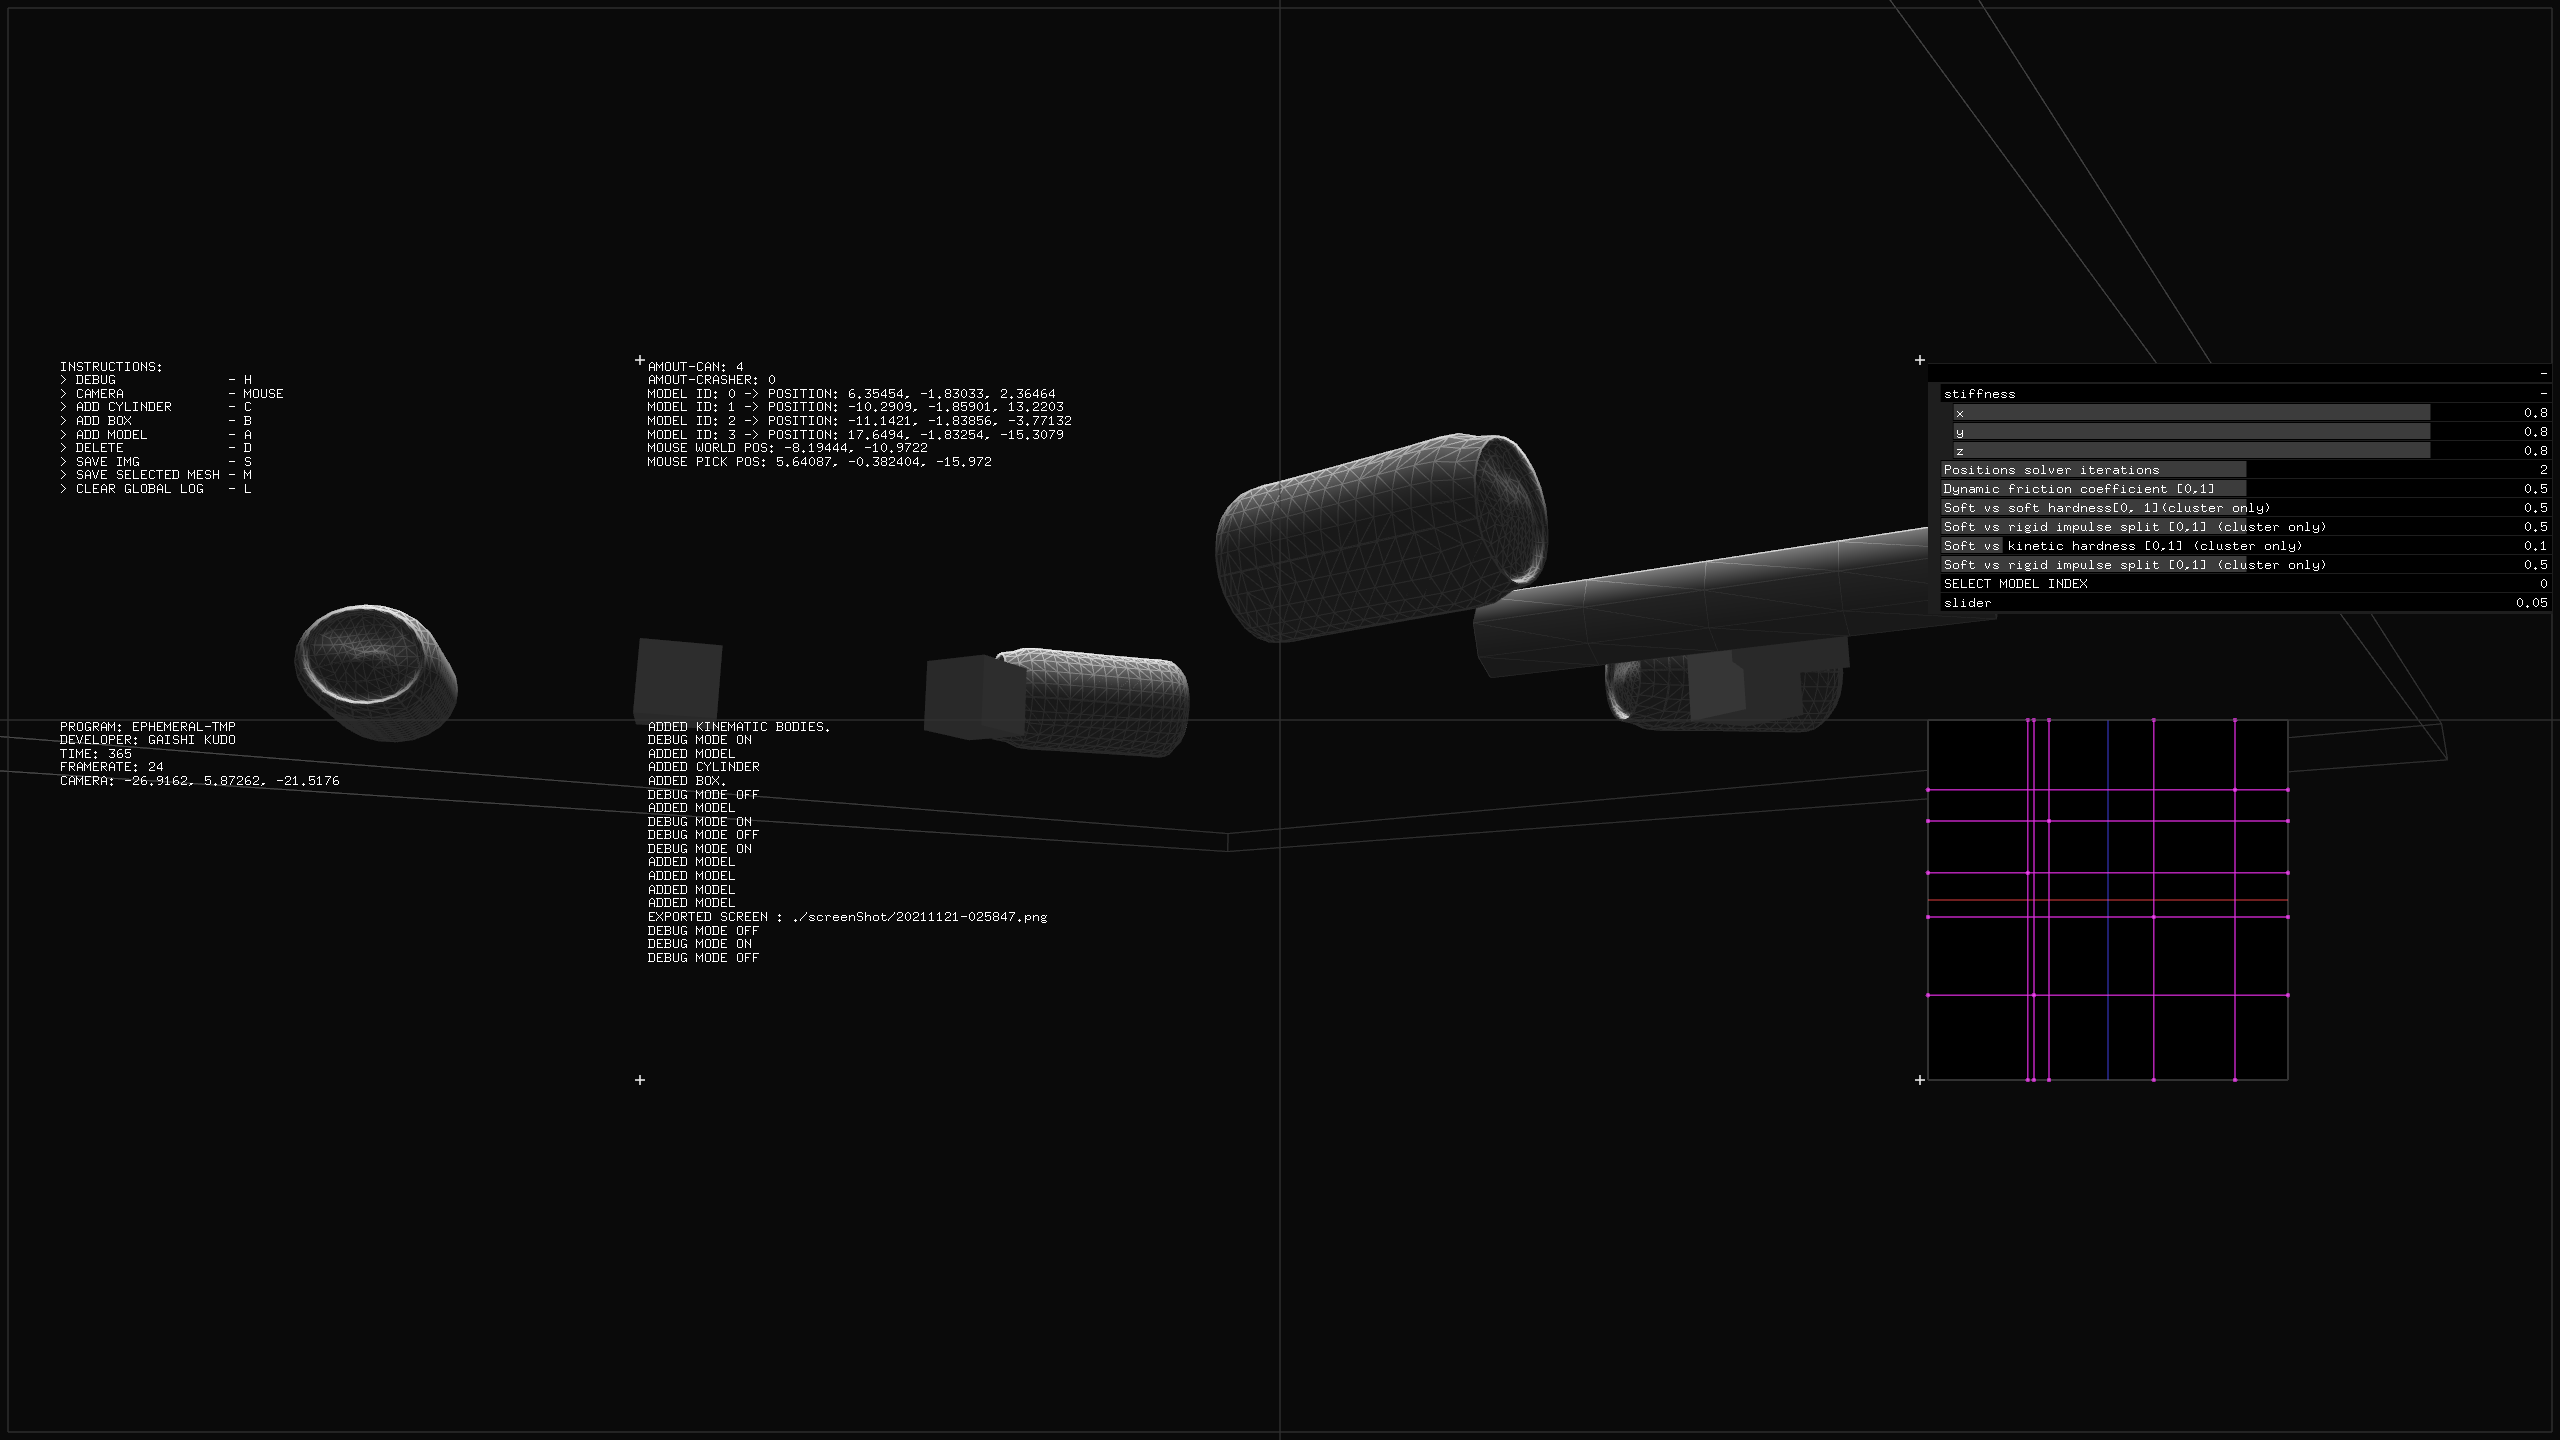 INSTRUCTIONS:
> DEBUG - H
> CAMERA - MOUSE
> ADD CYLINDER - C
> ADD BOX - B
> ADD MODEL - A
> DELETE - D
> SAVE IMG - S
> SAVE SELECTED MESH - M
> CLEAR GLOBAL LOG - L
AMOUT-CAN: 4
AMOUT-CRASHER: 0
MODEL ID: 0 -> POSITION: 6.35454, -1.83033, 2.36464
MODEL ID: 1 -> POSITION: -10.2909, -1.85901, 13.2203
MODEL ID: 2 -> POSITION: -11.1421, -1.83856, -3.77132
MODEL ID: 3 -> POSITION: 17.6494, -1.83254, -15.3079
MOUSE WORLD POS: -8.19444, -10.9722
MOUSE PICK POS: 5.64087, -0.382404, -15.972
-
stiffness -
x 0.8
y 0.8
z 0.8
Positions solver iterations 2
Dynamic friction coefficient [0,1] 0.5
Soft vs soft hardness[0, 1](cluster only) 0.5
Soft vs rigid impulse split [0,1] (cluster only) 0.5
Soft vs kinetic hardness [0,1] (cluster only) 0.1
Soft vs rigid impulse split [0,1] (cluster only) 0.5
SELECT MODEL INDEX 0
slider 0.05
PROGRAM: EPHEMERAL-TMP
DEVELOPER: GAISHI KUDO
TIME: 365
FRAMERATE: 24
CAMERA: -26.9162, 5.87262, -21.5176
ADDED KINEMATIC BODIES.
DEBUG MODE ON
ADDED MODEL
ADDED CYLINDER
ADDED BOX.
DEBUG MODE OFF
ADDED MODEL
DEBUG MODE ON
DEBUG MODE OFF
DEBUG MODE ON
ADDED MODEL
ADDED MODEL
ADDED MODEL
ADDED MODEL
EXPORTED SCREEN : ./screenShot/20211121-025847.png
DEBUG MODE OFF
DEBUG MODE ON
DEBUG MODE OFF